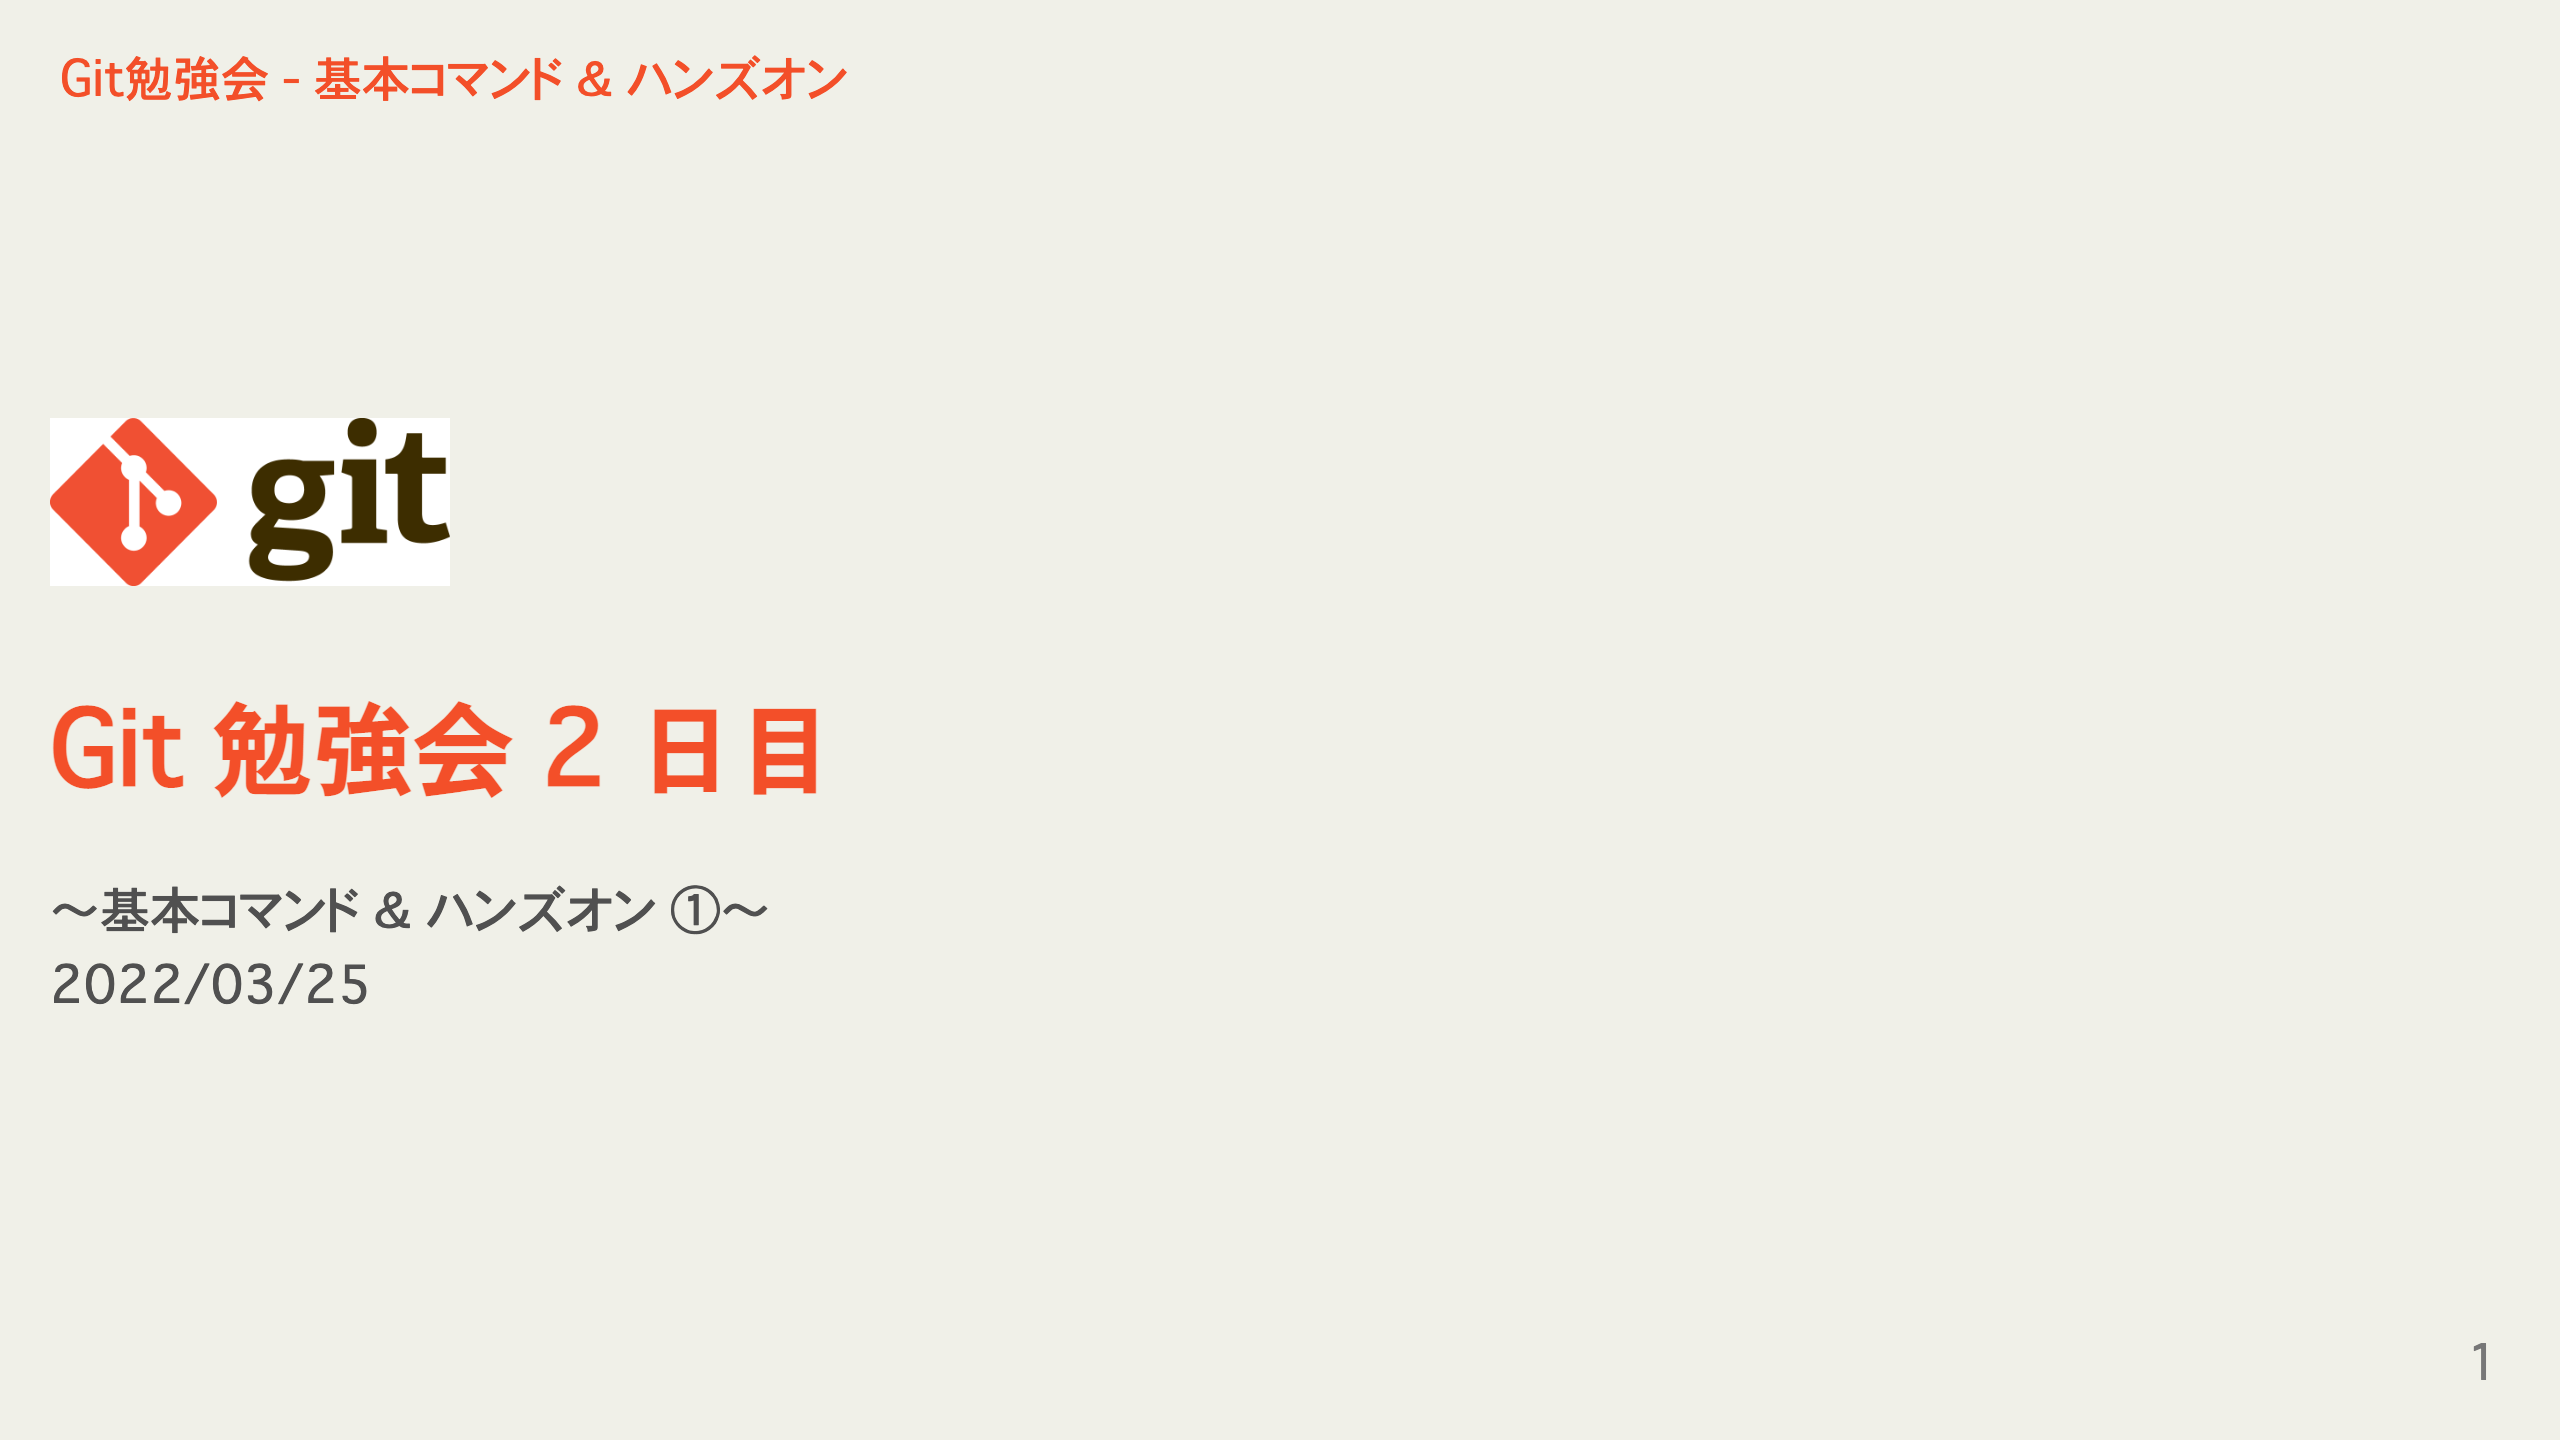 Git勉強会 - 基本コマンド & ハンズオン
git
Git 勉強会 2 日目
～基本コマンド & ハンズオン ①～
2022/03/25
1